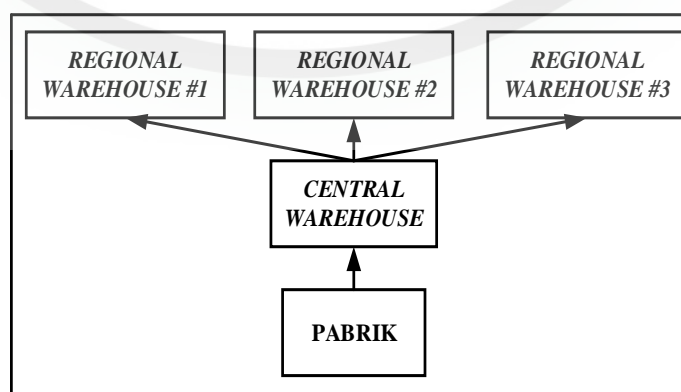 REGIONAL
WAREHOUSE #1
REGIONAL
WAREHOUSE #2
REGIONAL
WAREHOUSE #3
CENTRAL
WAREHOUSE
PABRIK